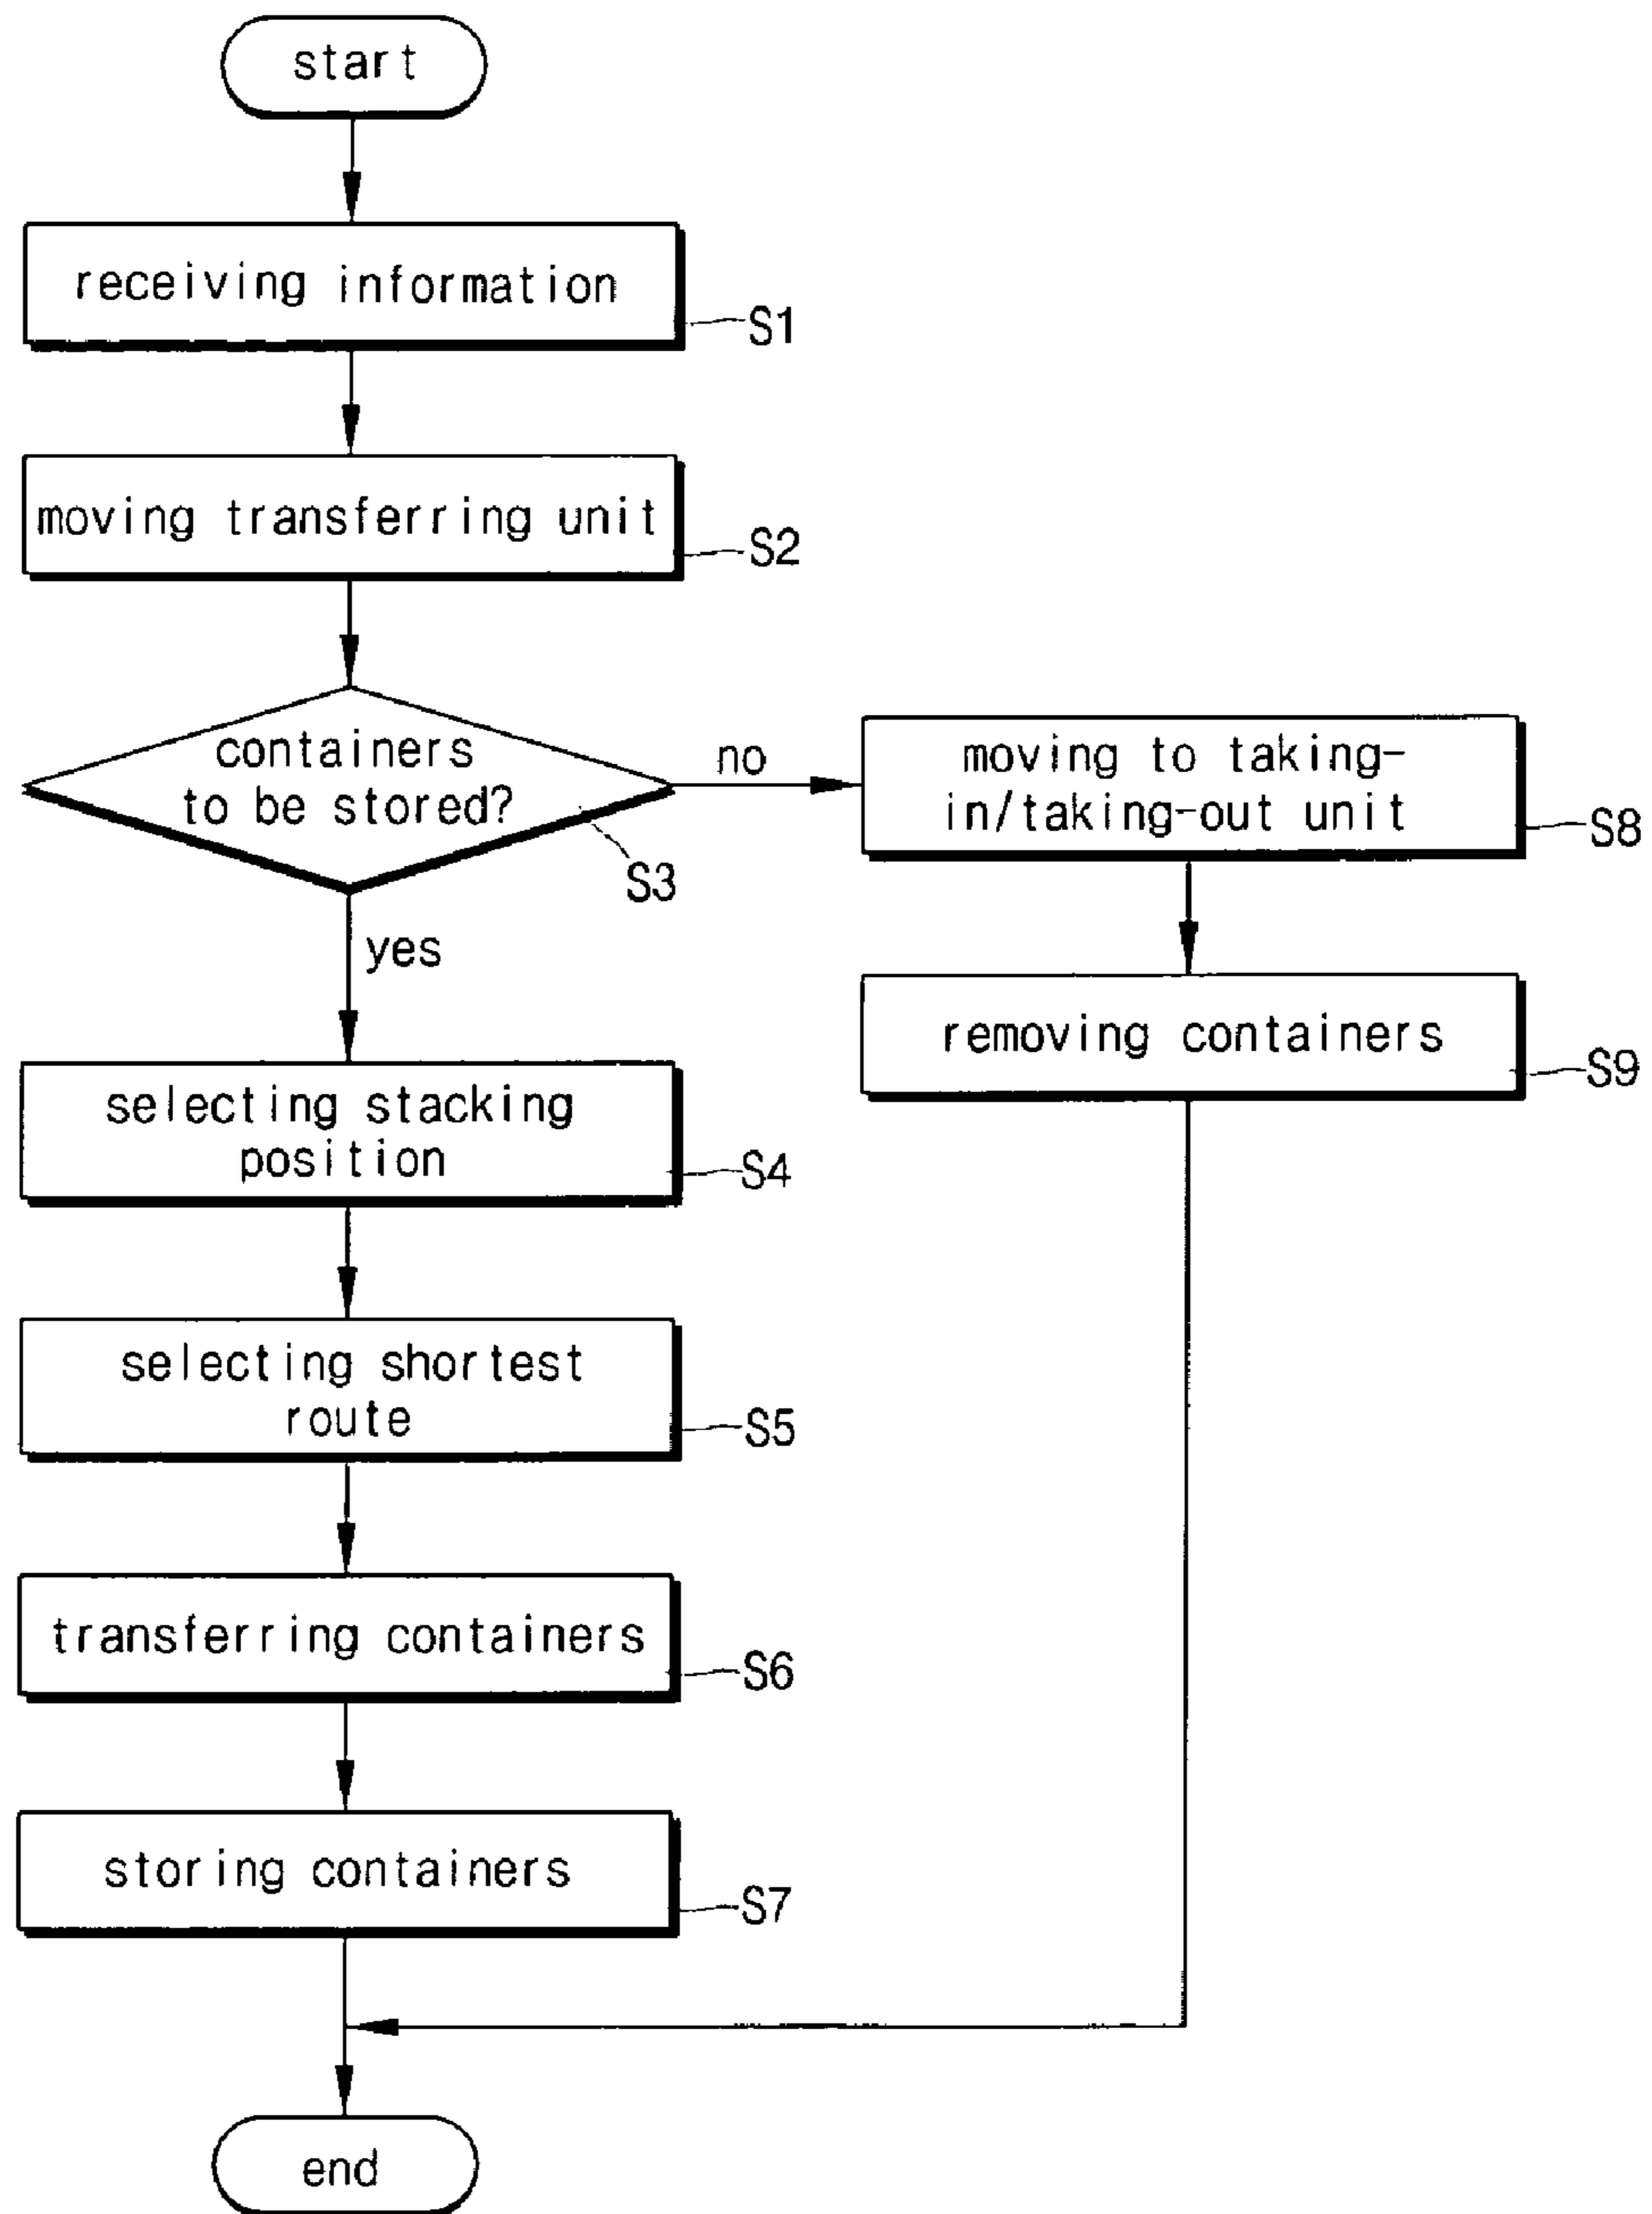 start
receiving information
S1
moving transferring unit
S2
containers
to be stored?
S3
no
yes
moving to taking-
in/taking-out unit
S8
removing containers
S9
selecting stacking
position
S4
selecting shortest
route
S5
transferring containers
S6
storing containers
S7
end